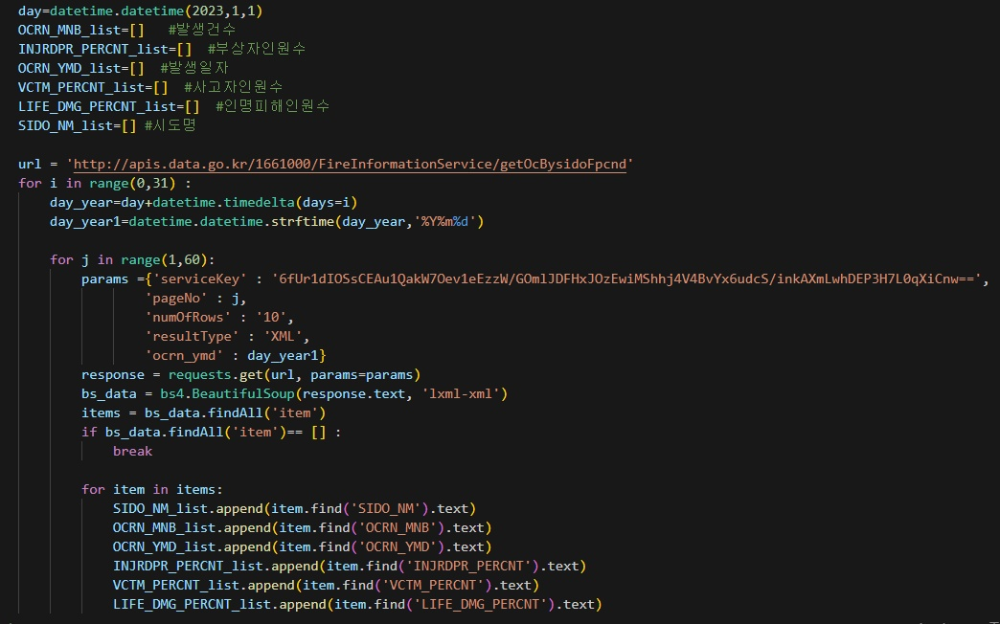 day=datetime.datetime(2023,1,1)
OCRN_MNB_list=[] #발생건수
INJRDPR_PERCNT_list=[] #부상자인원수
OCRN_YMD_list=[] #발생일자
VCTM_PERCNT_list=[] #사고자인원수
LIFE_DMG_PERCNT_list=[] #인명피해인원수
SIDO_NM_list=[] #시도명
url = 'http://apis.data.go.kr/1661000/FireInformationService/getOcBysidoFpcnd'
for i in range(0,31) :
day_year=day+datetime.timedelta(days=i)
day_year1=datetime.datetime.strftime(day_year,'%Y%m%d')
for j in range(1,60):
params ={'serviceKey' : '6fUr1dIOSsCEAu1QakW7Oev1eEzzW/GOmlJDFHxJOzEwiMShhj4V4BvYx6udcS/inkAXmLwhDEP3H7L0qXiCnw==',
'pageNo' : j,
'numOfRows' : '10',
'resultType' : 'XML',
'ocrn_ymd' : day_year1}
response = requests.get(url, params=params)
bs_data = bs4.BeautifulSoup(response.text, 'lxml-xml')
items = bs_data.findAll('item')
if bs_data.findAll('item')== [] :
break
for item in items:
SIDO_NM_list.append(item.find('SIDO_NM').text)
OCRN_MNB_list.append(item.find('OCRN_MNB').text)
OCRN_YMD_list.append(item.find('OCRN_YMD').text)
INJRDPR_PERCNT_list.append(item.find('INJRDPR_PERCNT').text)
VCTM_PERCNT_list.append(item.find('VCTM_PERCNT').text)
LIFE_DMG_PERCNT_list.append(item.find('LIFE_DMG_PERCNT').text)